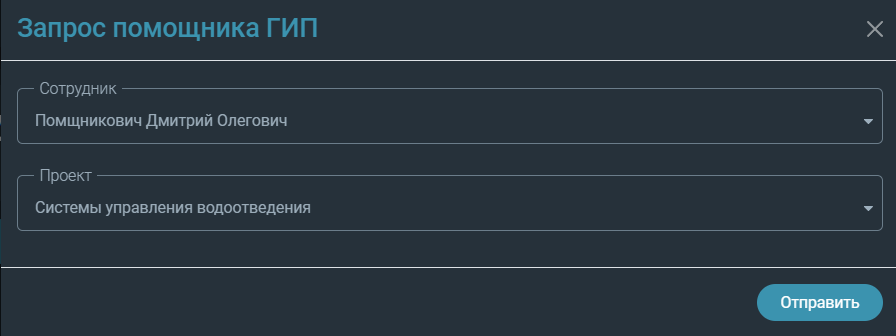 Запрос помощника ГИП
Сотрудник
Помщникович Дмитрий Олегович
Проект
Системы управления водоотведения
Отправить